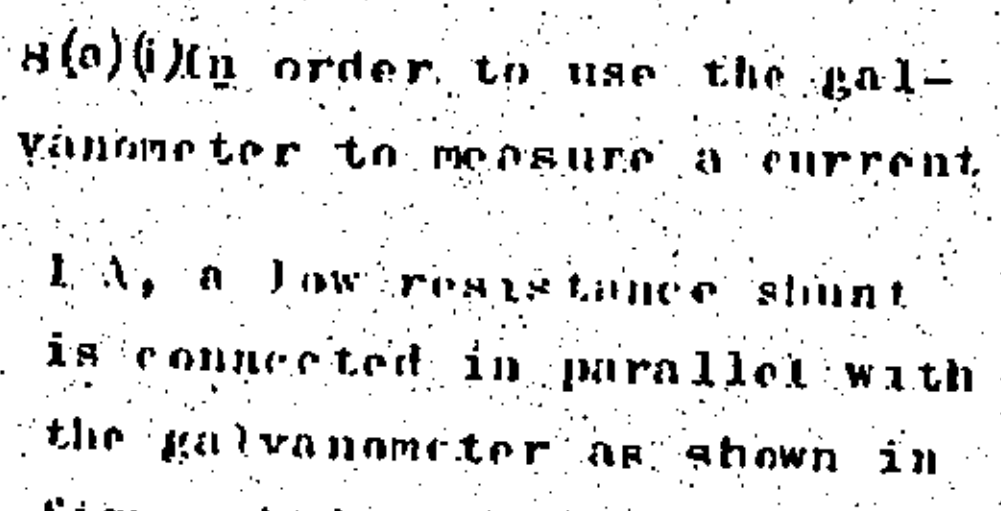 8(a)(i)In order to use the gal-
vanometer to measure a current
1 A, a low resistance shunt
is connected in parallel with
the galvanometer as shown in